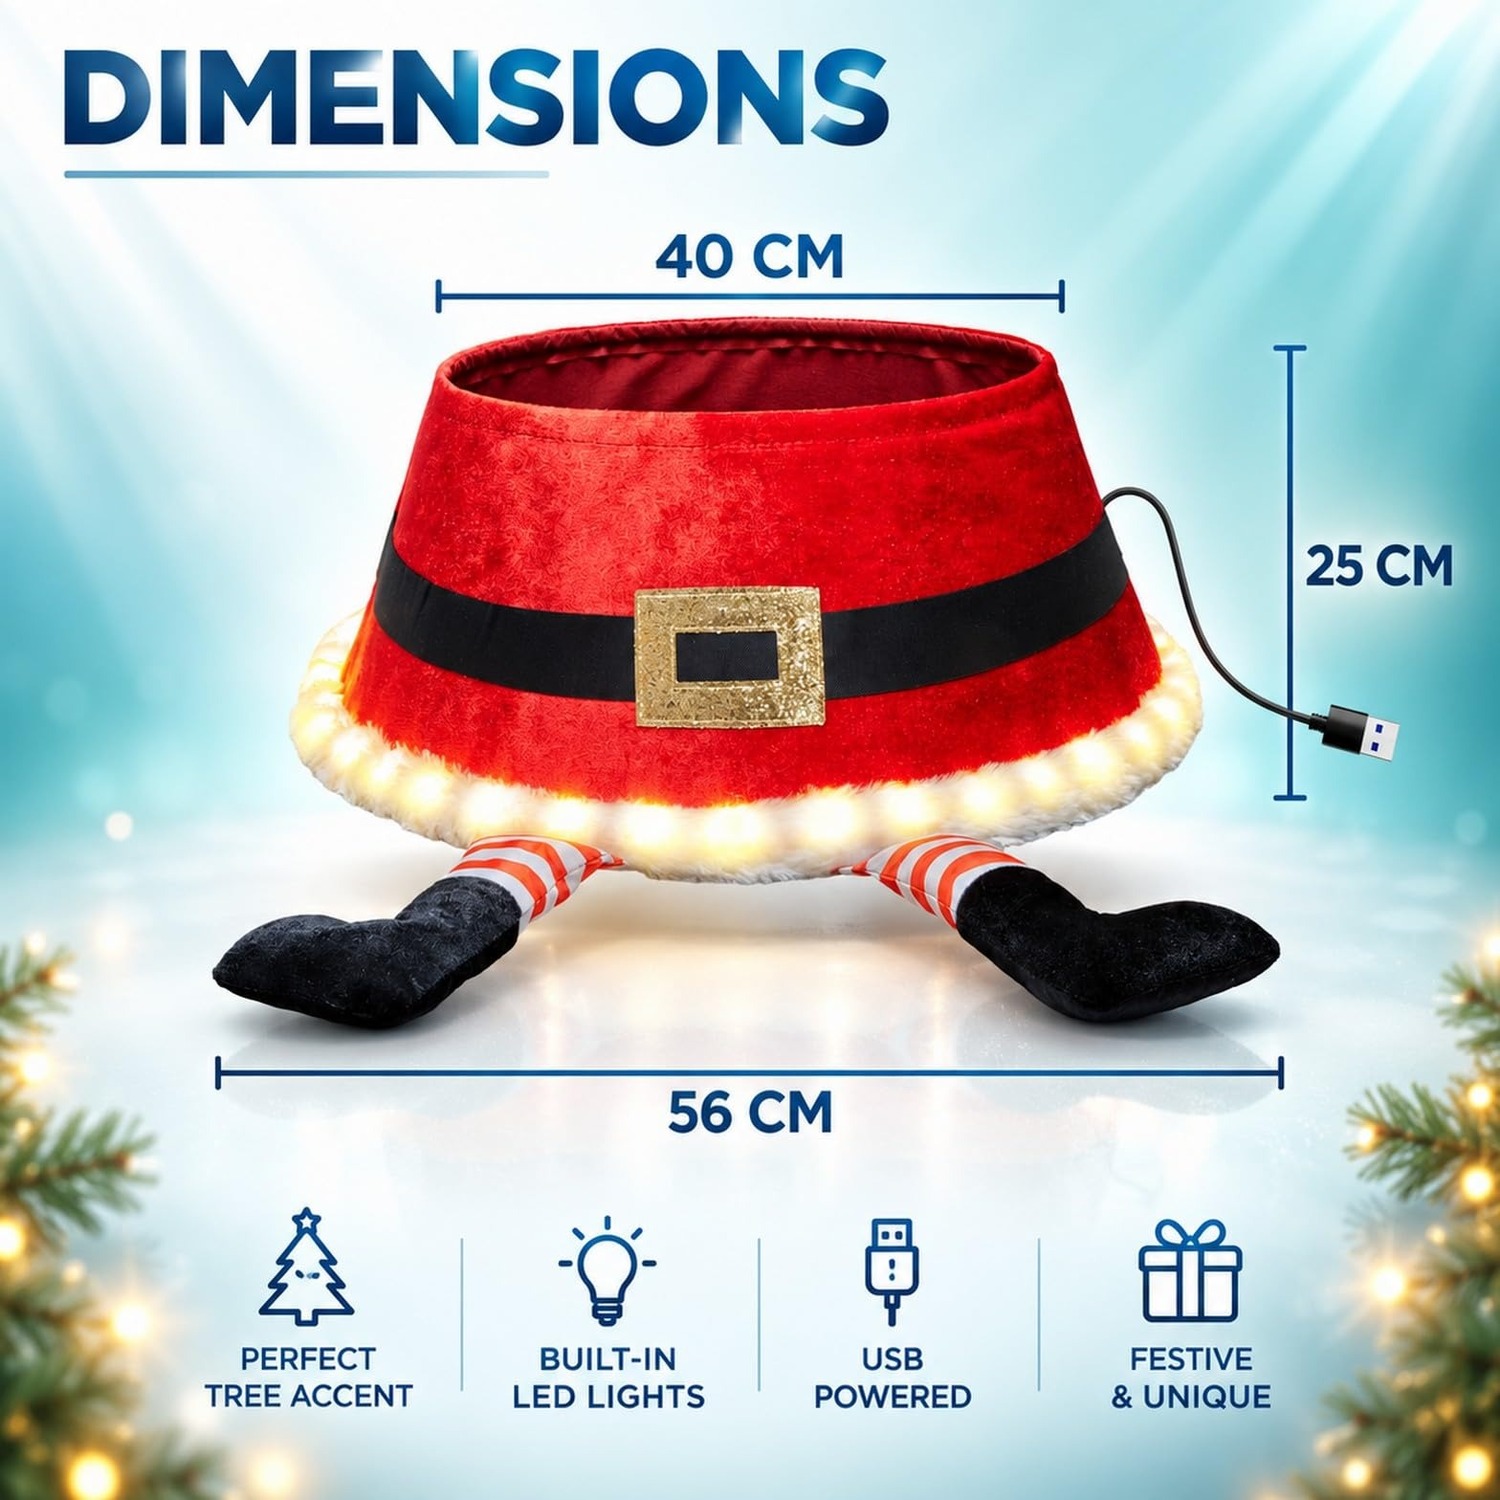 DIMENSIONS
40 CM
25 CM
56 CM
PERFECT
TREE ACCENT
BUILT-IN
LED LIGHTS
USB
POWERED
FESTIVE
& UNIQUE